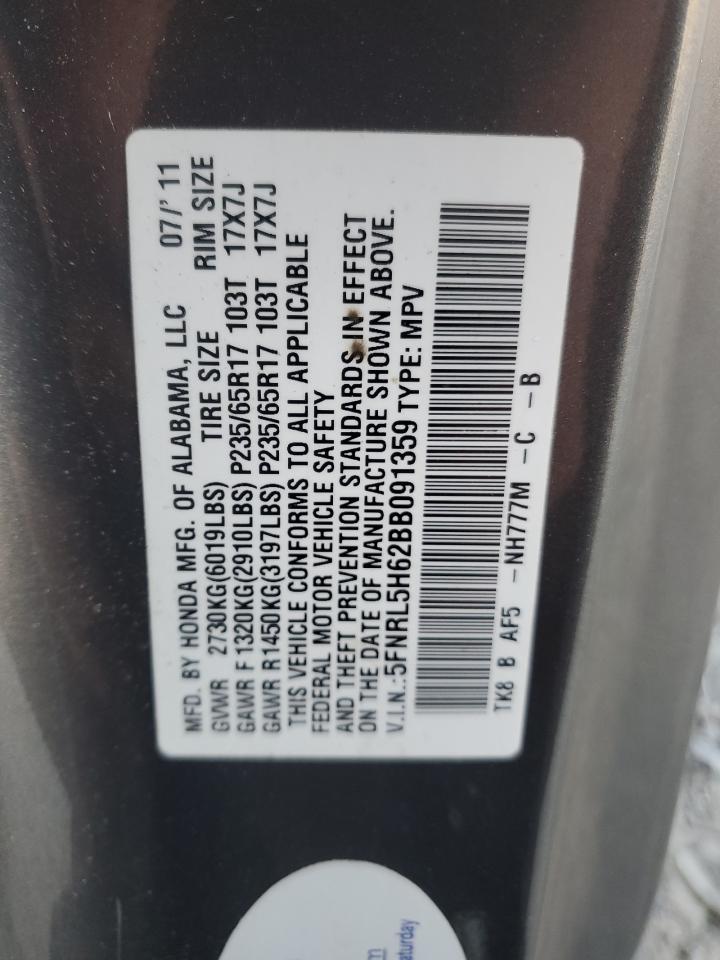 MFD. BY HONDA MFG. OF ALABAMA, LLC 07/' 11
GVWR 2730KG(6019LBS) TIRE SIZE RIM SIZE
GAWR F 1320KG(2910LBS) P235/65R17 103T 17X7J
GAWR R1450KG(3197LBS) P235/65R17 103T 17X7J
THIS VEHICLE CONFORMS TO ALL APPLICABLE
FEDERAL MOTOR VEHICLE SAFETY
AND THEFT PREVENTION STANDARDS IN EFFECT
ON THE DATE OF MANUFACTURE SHOWN ABOVE.
V.I.N.:5FNRL5H62BB091359 TYPE: MPV
TK8 B AF5 -NH777M -C -B